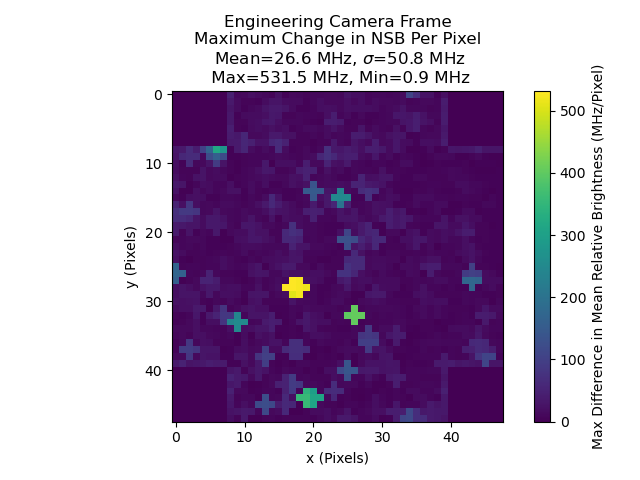 Engineering Camera Frame
Maximum Change in NSB Per Pixel
Mean=26.6 MHz, σ=50.8 MHz
Max=531.5 MHz, Min=0.9 MHz
0
10
20
30
40
y (Pixels)
0
10
20
30
40
x (Pixels)
500
400
300
200
100
0
Max Difference in Mean Relative Brightness (MHz/Pixel)